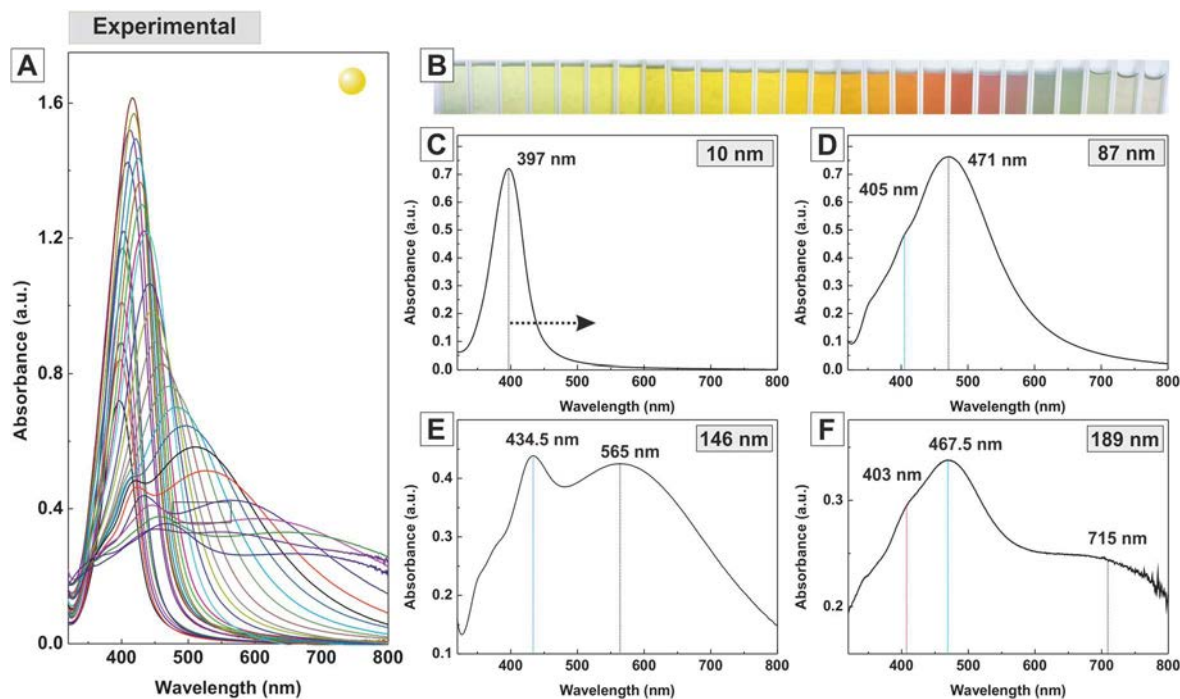 Experimental
A
B
1.6
1.2
0.8
0.4
0.0
Absorbance (a.u.)
400 500 600 700 800
Wavelength (nm)
C
397 nm
10 nm
0.7
0.6
0.5
0.4
0.3
0.2
0.1
0.0
Absorbance (a.u.)
400 500 600 700 800
Wavelength (nm)
D
405 nm
471 nm
87 nm
0.7
0.6
0.5
0.4
0.3
0.2
0.1
0.0
Absorbance (a.u.)
400 500 600 700 800
Wavelength (nm)
E
434.5 nm
565 nm
146 nm
0.4
0.3
0.2
0.1
Absorbance (a.u.)
400 500 600 700 800
Wavelength (nm)
F
403 nm
467.5 nm
715 nm
189 nm
0.3
0.2
Absorbance (a.u.)
400 500 600 700 800
Wavelength (nm)